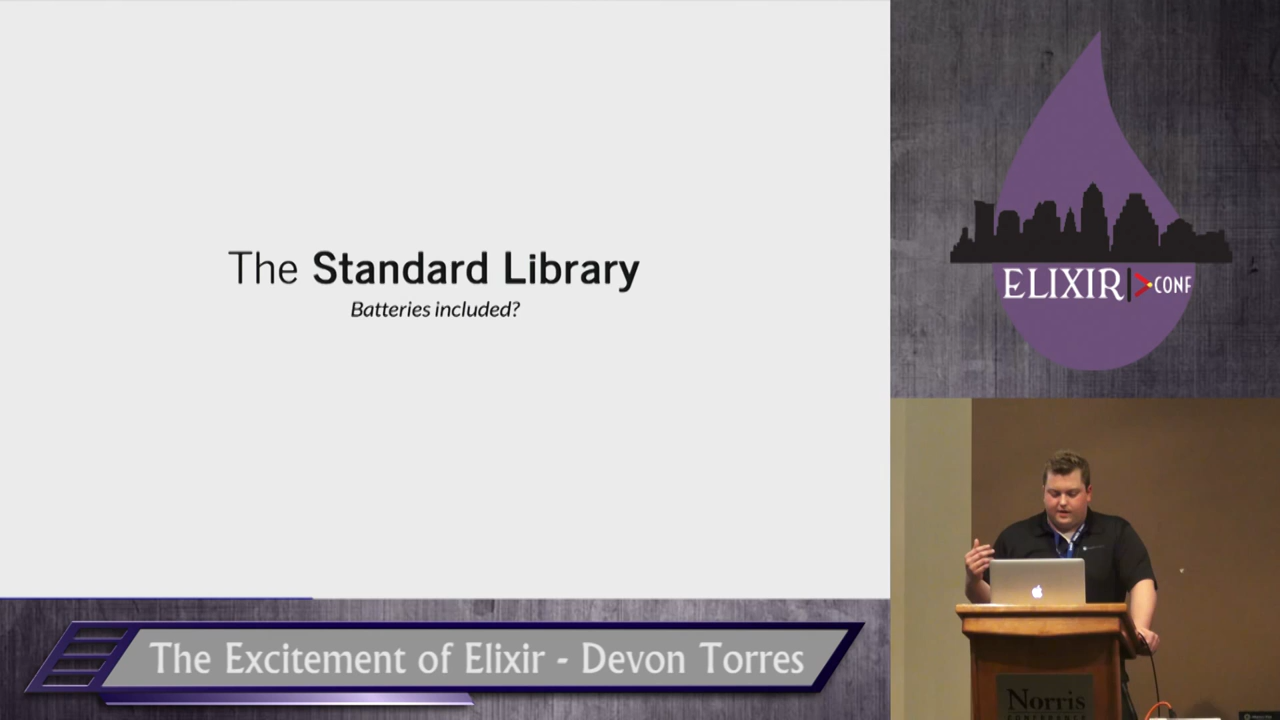 The Standard Library
Batteries included?
ELIXIR CONF
The Excitement of Elixir - Devon Torres
Norris